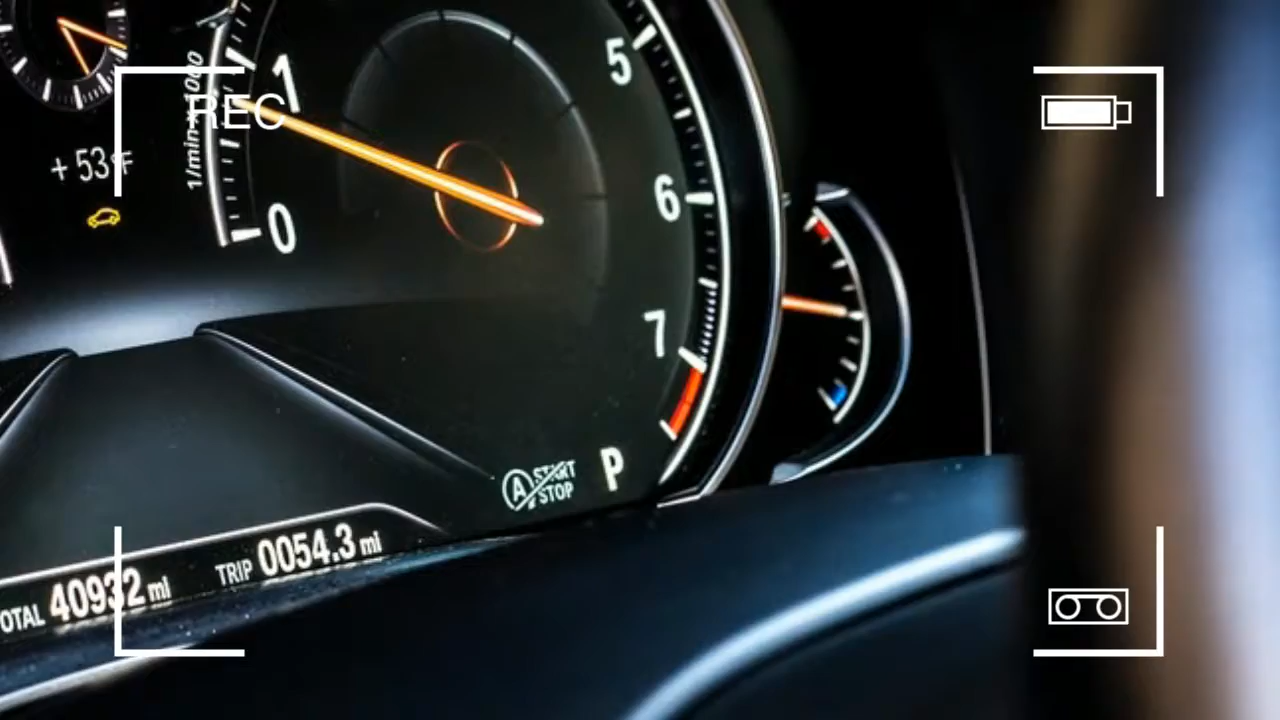 1/min x 1000
REC
1
5
+ 53°F
0
6
7
A START
STOP
P
TOTAL 40932 mi
TRIP 0054.3 mi